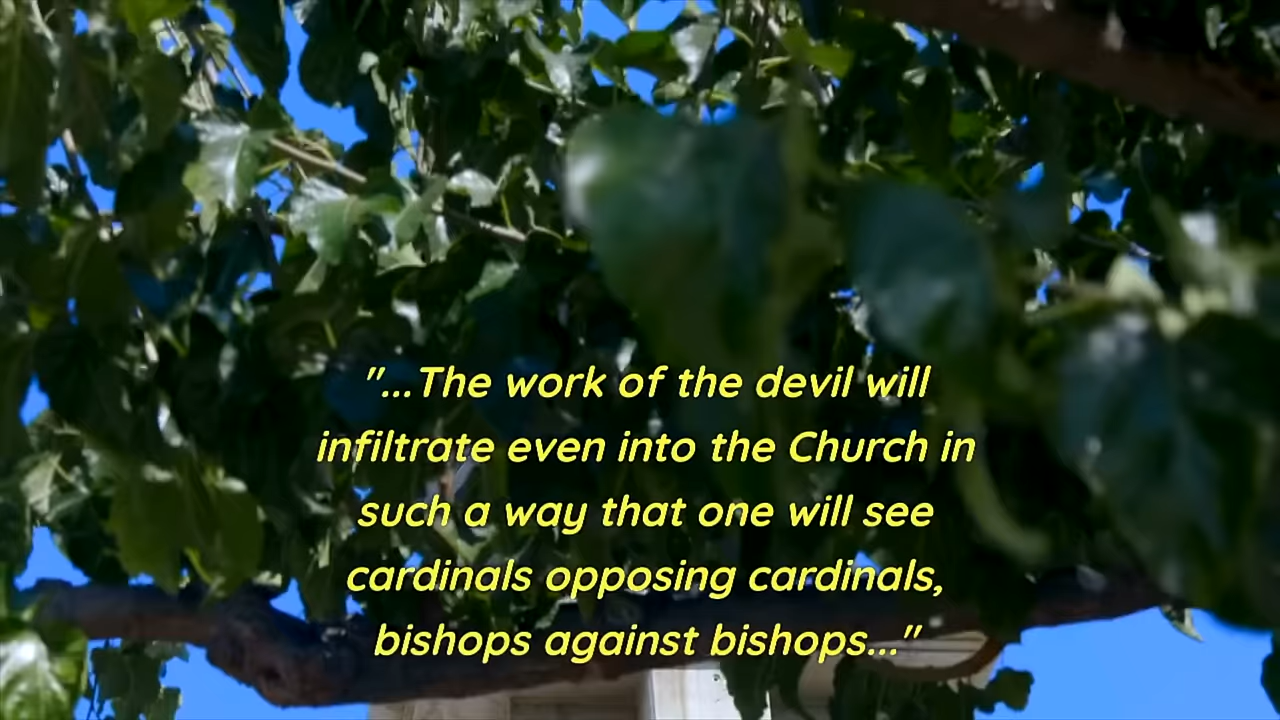 "...The work of the devil will
infiltrate even into the Church in
such a way that one will see
cardinals opposing cardinals,
bishops against bishops..."